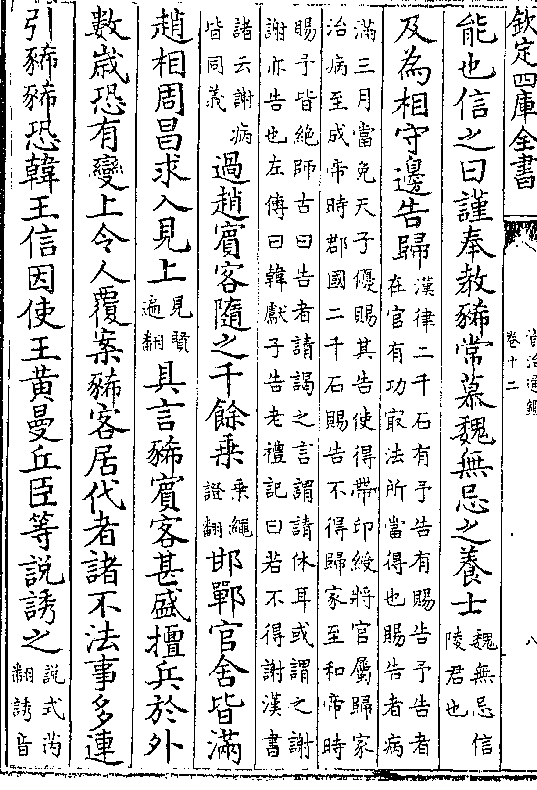 欽定四庫全書
資治通鑑
卷十二
八
能也信之曰謹奉教豨常慕魏無忌之養士魏無忌信
陵君也
及為相守邊告歸漢律二千石有予告有賜告予告者
在官有功最法所當得也賜告者病
滿三月當免天子優賜其告使得帶印綬將官屬歸家
治病至成帝時郡國二千石賜告不得歸家至和帝時
賜予皆絶師古曰告者請謁之言謂請休耳或謂之謝
謝亦告也左傳曰韓獻子告老禮記曰若不得謝漢書
諸云謝病
皆同義
過趙賓客隨之千餘乗乗繩
證翻
邯鄲官舍皆滿
趙相周昌求入見上見賢
遍翻
具言豨賓客甚盛擅兵於外
數嵗恐有變上令人覆案豨客居代者諸不法事多連
引豨豨恐韓王信因使王黄曼丘臣等説誘之説式芮
翻誘音